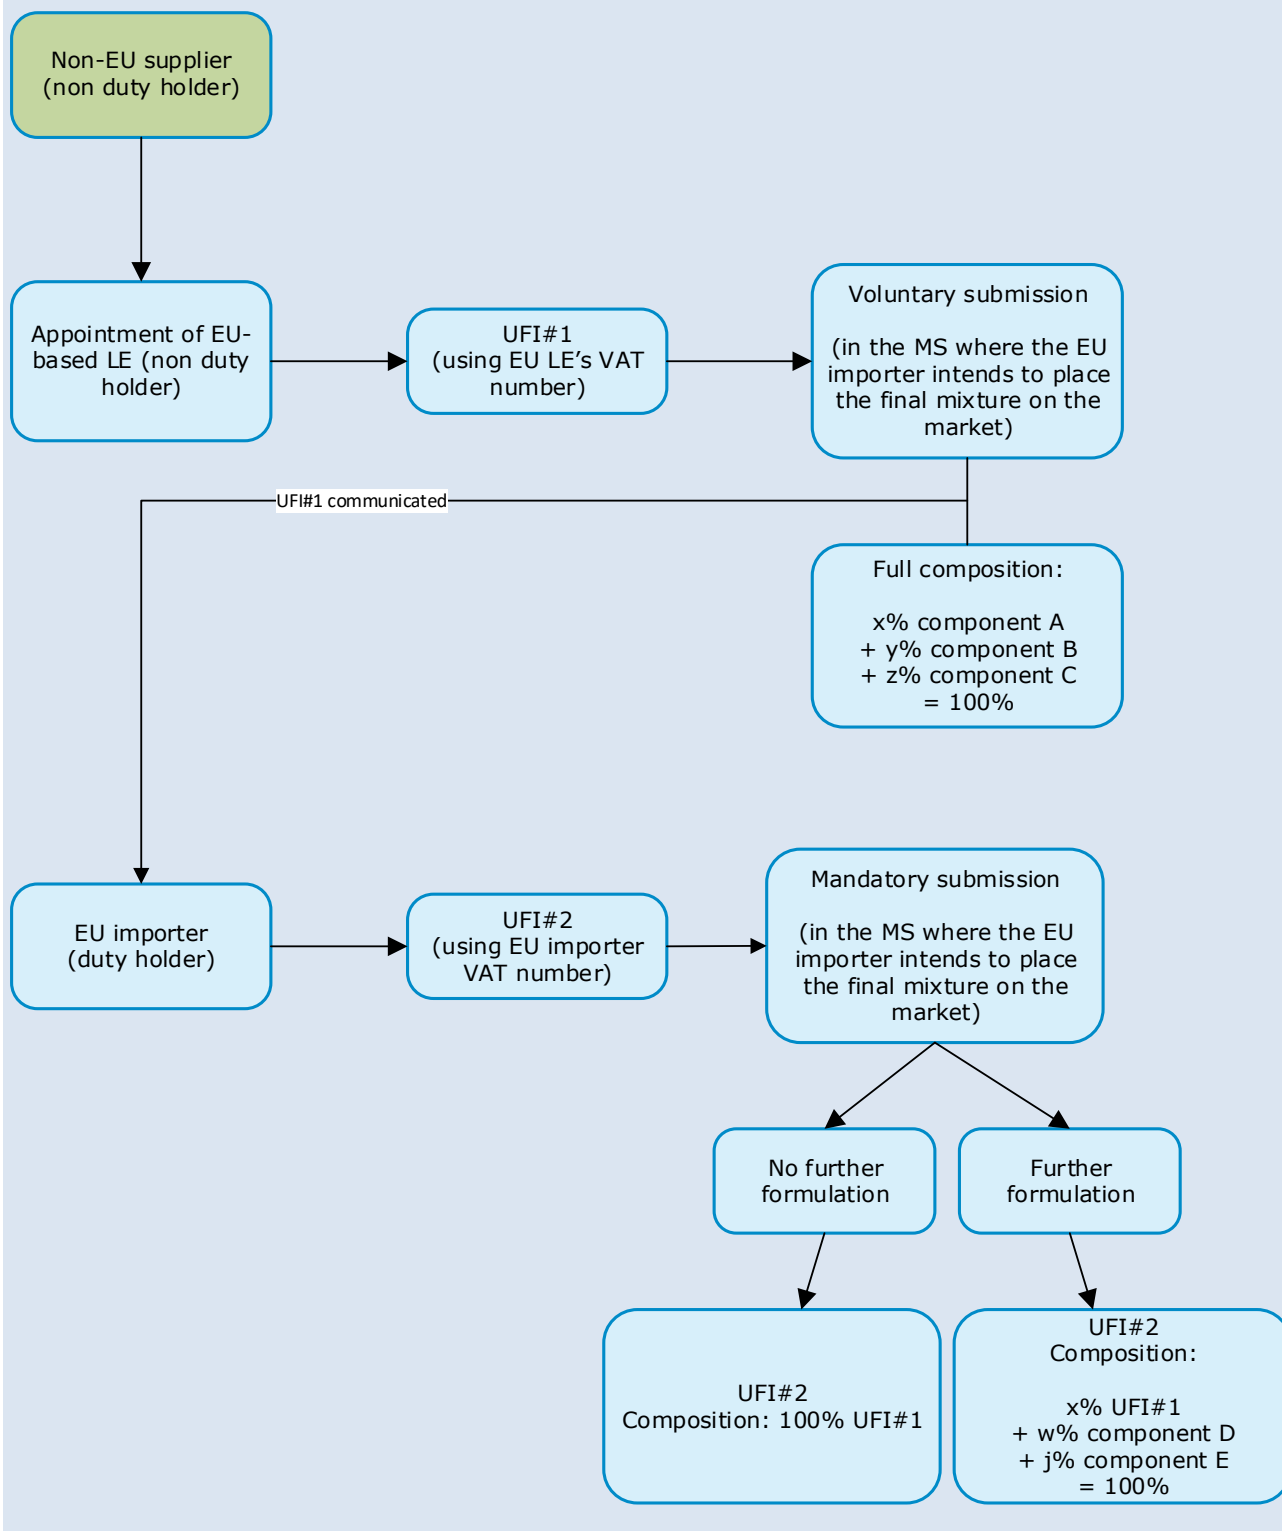 Non-EU supplier
(non duty holder)
Appointment of EU-
based LE (non duty
holder)
UFI#1
(using EU LE’s VAT
number)
Voluntary submission
(in the MS where the EU
importer intends to place
the final mixture on the
market)
UFI#1 communicated
Full composition:
x% component A
+ y% component B
+ z% component C
= 100%
EU importer
(duty holder)
UFI#2
(using EU importer
VAT number)
Mandatory submission
(in the MS where the EU
importer intends to place
the final mixture on the
market)
No further
formulation
Further
formulation
UFI#2
Composition: 100% UFI#1
UFI#2
Composition:
x% UFI#1
+ w% component D
+ j% component E
= 100%